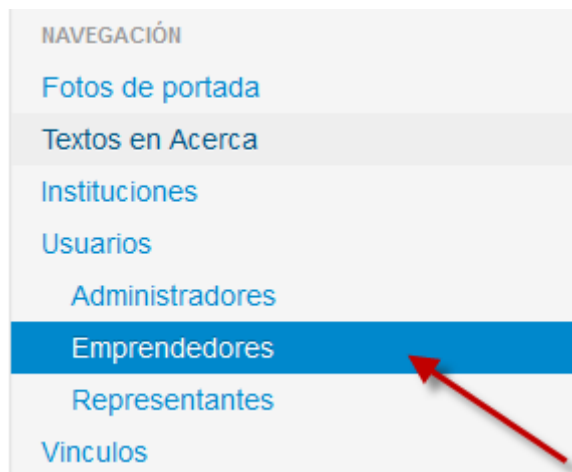 NAVEGACIÓN
Fotos de portada
Textos en Acerca
Instituciones
Usuarios
Administradores
Emprendedores
Representantes
Vinculos